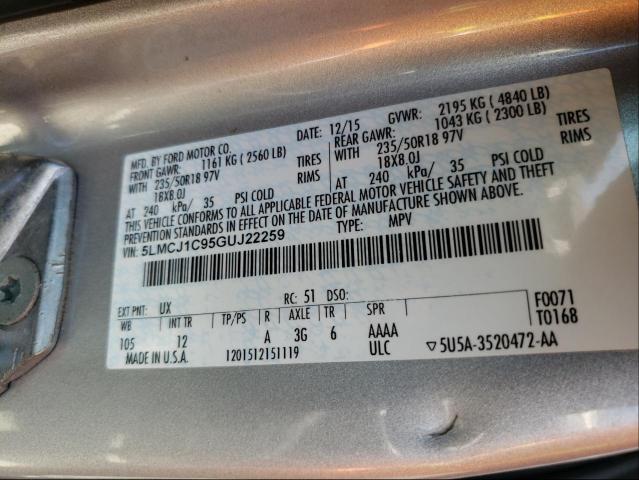 MFD. BY FORD MOTOR CO.
DATE: 12/15 GVWR: 2195 KG ( 4840 LB)
FRONT GAWR: 1161 KG ( 2560 LB) REAR GAWR: 1043 KG ( 2300 LB)
WITH 235/50R18 97V TIRES WITH 235/50R18 97V TIRES
18X8.0J RIMS 18X8.0J RIMS
AT 240 kPa/ 35 PSI COLD AT 240 kPa/ 35 PSI COLD
THIS VEHICLE CONFORMS TO ALL APPLICABLE FEDERAL MOTOR VEHICLE SAFETY AND THEFT
PREVENTION STANDARDS IN EFFECT ON THE DATE OF MANUFACTURE SHOWN ABOVE.
VIN: 5LMCJ1C95GUJ22259 TYPE: MPV
EXT PNT: UX RC: 51 DSO:
WB INT TR TP/PS R AXLE TR SPR F0071
105 12 A 3G 6 AAAA T0168
MADE IN U.S.A. 1201512151119 ULC ▽5U5A-3520472-AA